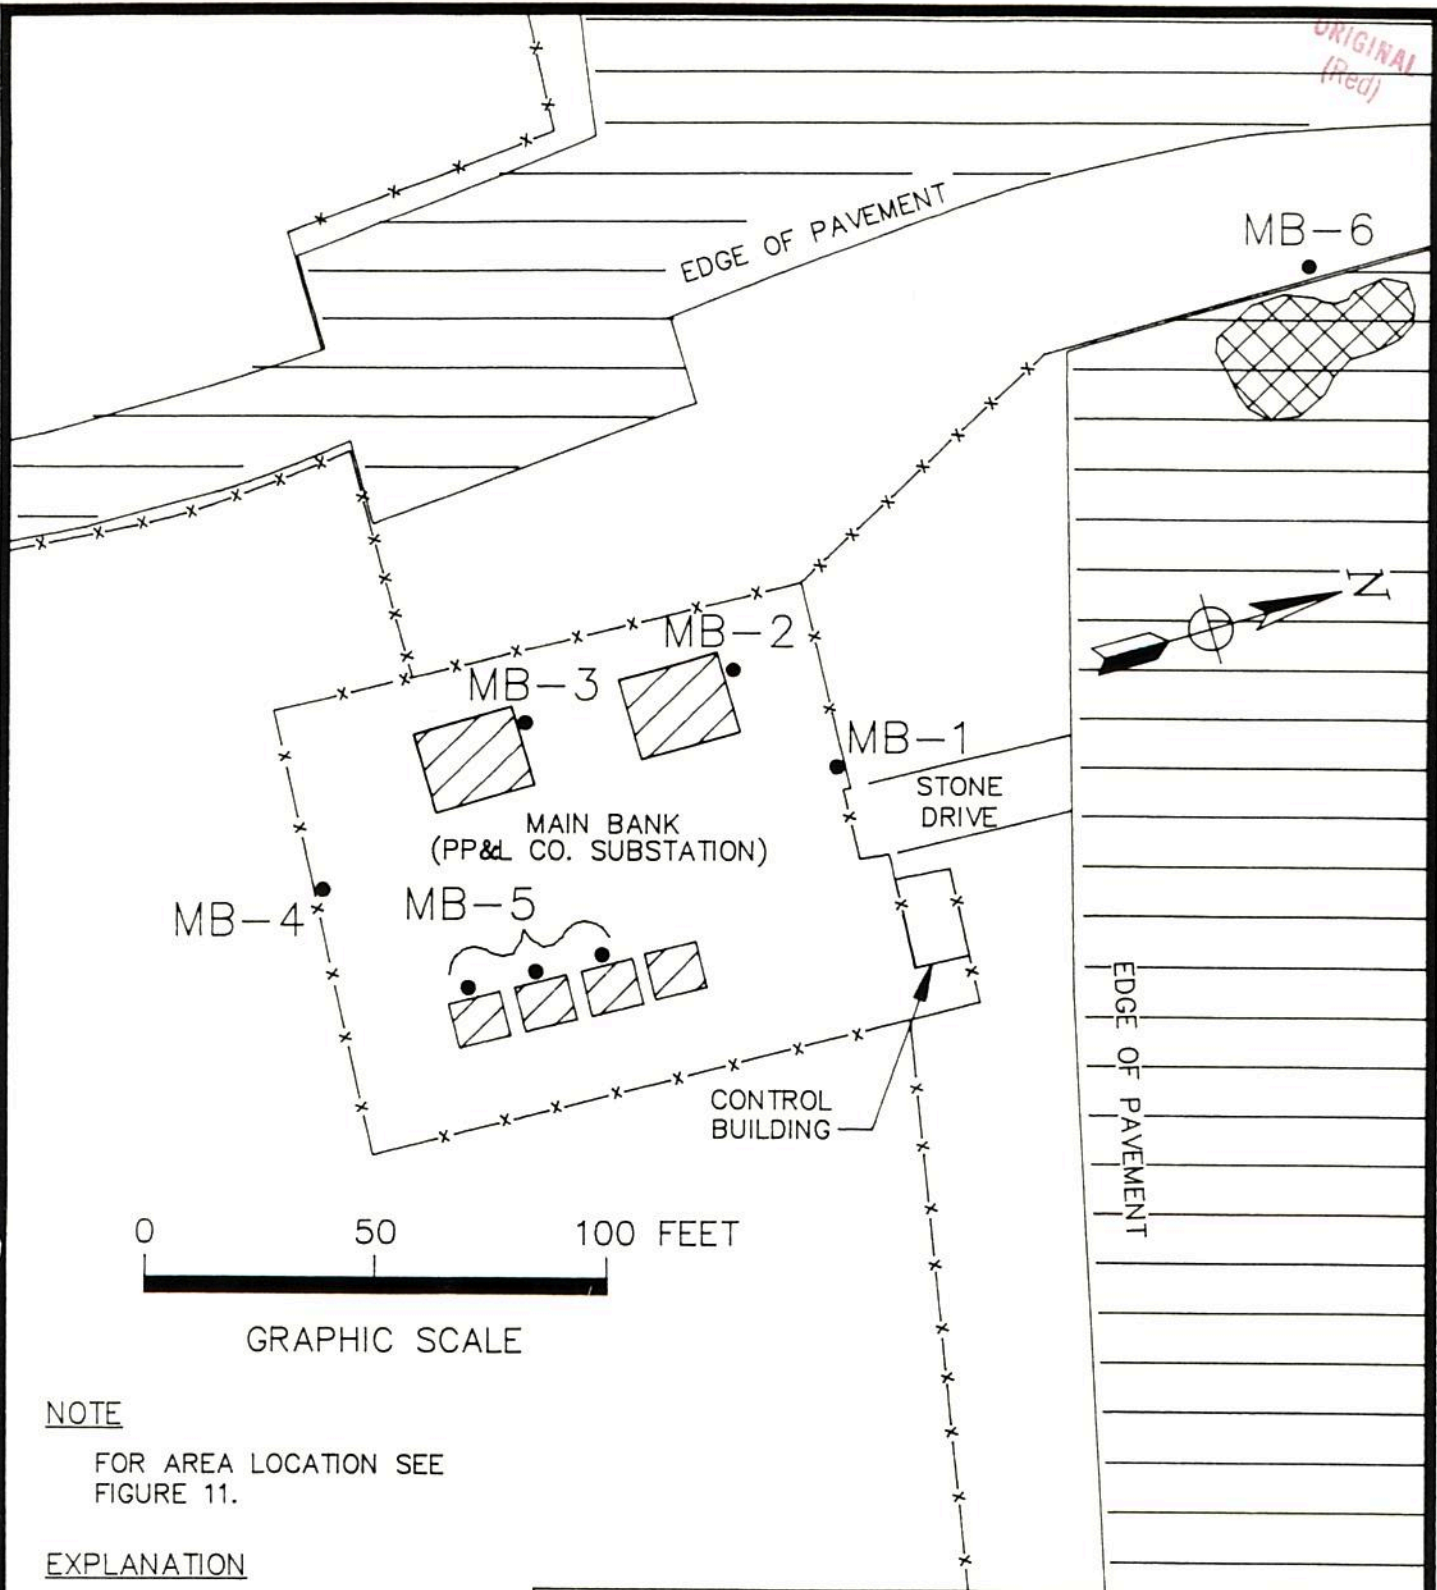 ORIGINAL
(Red)
EDGE OF PAVEMENT
MB-6
N
MB-2
MB-3
MB-1
STONE
DRIVE
MAIN BANK
(PP&L CO. SUBSTATION)
MB-5
MB-4
EDGE OF PAVEMENT
CONTROL
BUILDING
0 50 100 FEET
GRAPHIC SCALE
NOTE
FOR AREA LOCATION SEE
FIGURE 11.
EXPLANATION